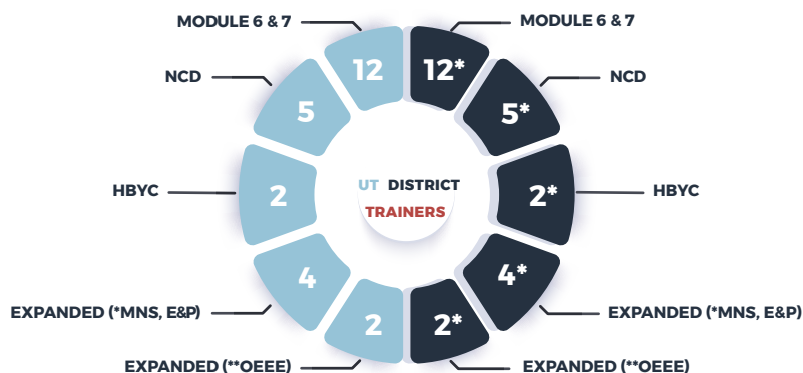 MODULE 6 & 7
MODULE 6 & 7
12
12*
NCD
NCD
5
5*
HBYC
2
UT DISTRICT
TRAINERS
2*
HBYC
4
4*
EXPANDED (*MNS, E&P)
EXPANDED (*MNS, E&P)
2
2*
EXPANDED (**OEEE)
EXPANDED (**OEEE)